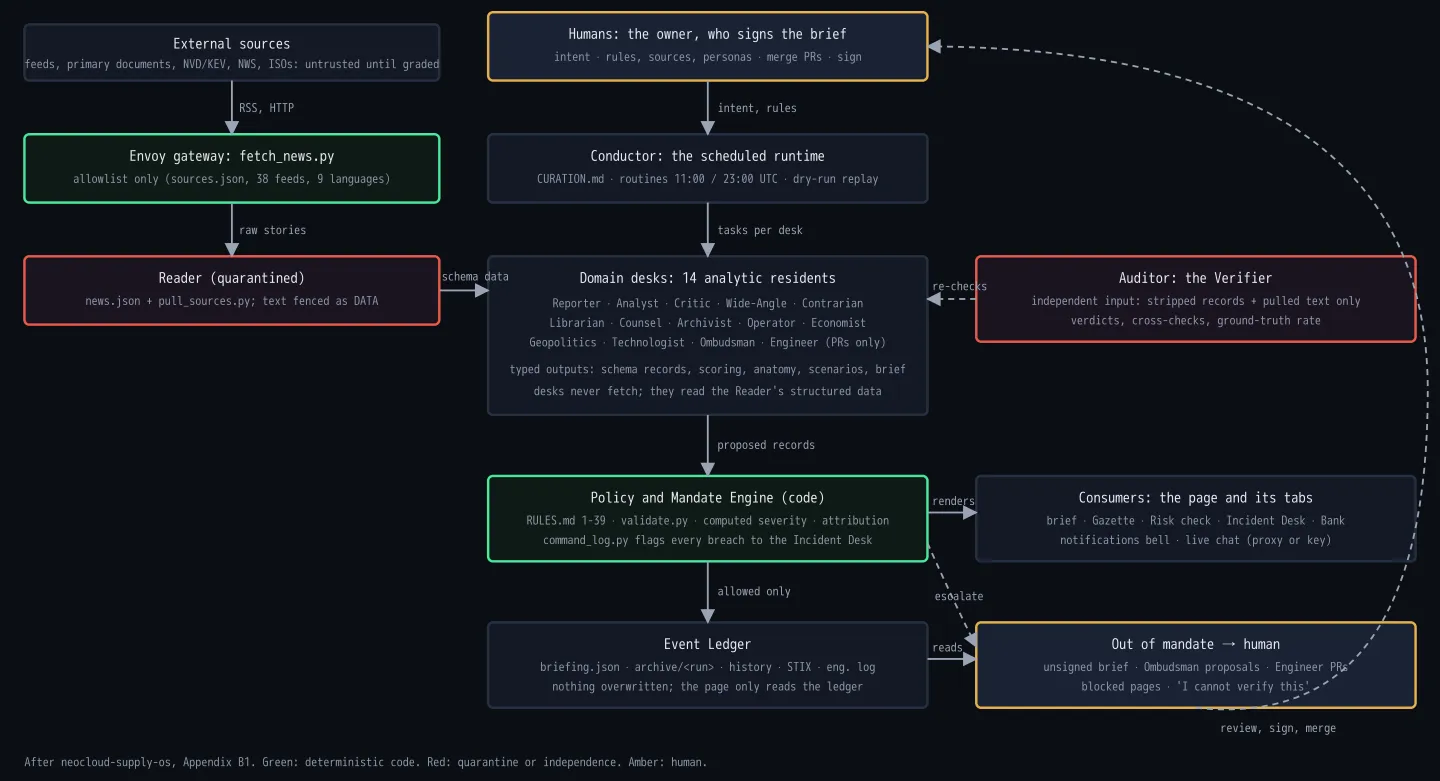 External sources
feeds, primary documents, NVD/KEV, NWS, ISOs: untrusted until graded
RSS, HTTP
Envoy gateway: fetch_news.py
allowlist only (sources.json, 38 feeds, 9 languages)
raw stories
Reader (quarantined)
news.json + pull_sources.py; text fenced as DATA
schema data
Humans: the owner, who signs the brief
intent · rules, sources, personas · merge PRs · sign
intent, rules
Conductor: the scheduled runtime
CURATION.md · routines 11:00 / 23:00 UTC · dry-run replay
tasks per desk
Domain desks: 14 analytic residents
Reporter · Analyst · Critic · Wide-Angle · Contrarian
Librarian · Counsel · Archivist · Operator · Economist
Geopolitics · Technologist · Ombudsman · Engineer (PRs only)
typed outputs: schema records, scoring, anatomy, scenarios, brief
desks never fetch; they read the Reader's structured data
re-checks
Auditor: the Verifier
independent input: stripped records + pulled text only
verdicts, cross-checks, ground-truth rate
proposed records
Policy and Mandate Engine (code)
RULES.md 1-39 · validate.py · computed severity · attribution
command_log.py flags every breach to the Incident Desk
renders
Consumers: the page and its tabs
brief · Gazette · Risk check · Incident Desk · Bank
notifications bell · live chat (proxy or key)
allowed only
escalate
Event Ledger
briefing.json · archive/<run> · history · STIX · eng. log
nothing overwritten; the page only reads the ledger
reads
Out of mandate → human
unsigned brief · Ombudsman proposals · Engineer PRs
blocked pages · 'I cannot verify this'
review, sign, merge
After neocloud-supply-os, Appendix B1. Green: deterministic code. Red: quarantine or independence. Amber: human.